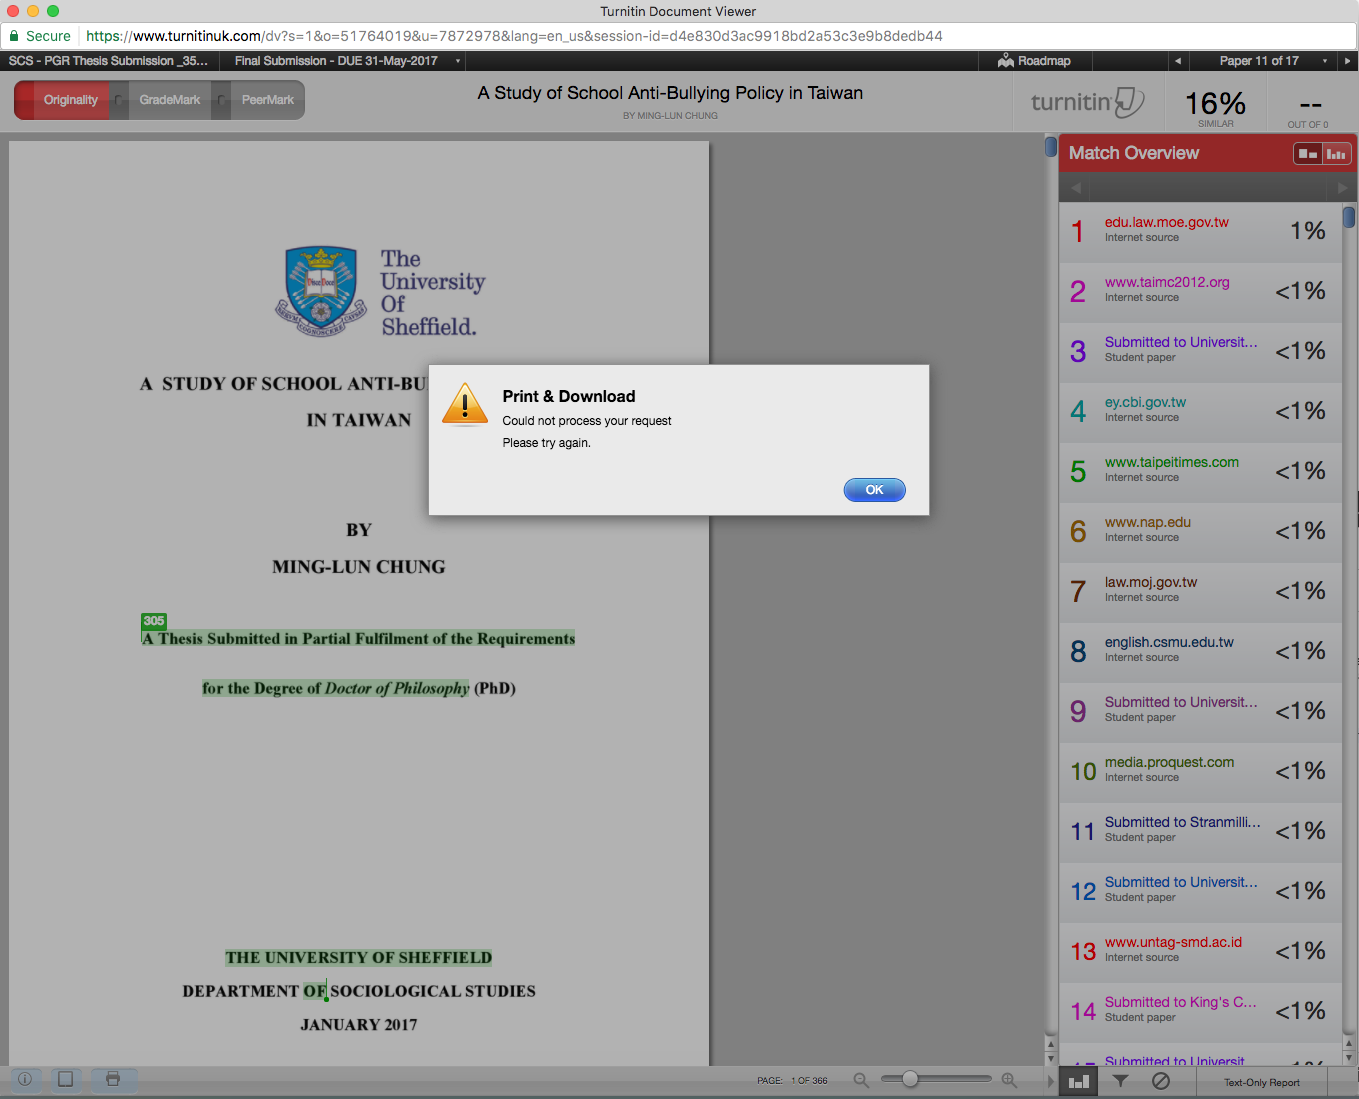 Turnitin Document Viewer
Secure https://www.turnitinuk.com/dv?s=1&o=51764019&u=7872978&lang=en_us&session-id=d4e830d3ac9918bd2a53c3e9b8dedb44
SCS - PGR Thesis Submission _35... Final Submission - DUE 31-May-2017 Roadmap Paper 11 of 17
Originality GradeMark PeerMark
A Study of School Anti-Bullying Policy in Taiwan
BY MING-LUN CHUNG
turnitin
16%
SIMILAR
--
OUT OF 0
The
University
Of
Sheffield.
A STUDY OF SCHOOL ANTI-BU
IN TAIWAN
BY
MING-LUN CHUNG
305
A Thesis Submitted in Partial Fulfilment of the Requirements
for the Degree of Doctor of Philosophy (PhD)
THE UNIVERSITY OF SHEFFIELD
DEPARTMENT OF SOCIOLOGICAL STUDIES
JANUARY 2017
Print & Download
Could not process your request
Please try again.
OK
Match Overview
1 edu.law.moe.gov.tw 1%
Internet source
2 www.taimc2012.org <1%
Internet source
3 Submitted to Universit... <1%
Student paper
4 ey.cbi.gov.tw <1%
Internet source
5 www.taipeitimes.com <1%
Internet source
6 www.nap.edu <1%
Internet source
7 law.moj.gov.tw <1%
Internet source
8 english.csmu.edu.tw <1%
Internet source
9 Submitted to Universit... <1%
Student paper
10 media.proquest.com <1%
Internet source
11 Submitted to Stranmilli... <1%
Student paper
12 Submitted to Universit... <1%
Student paper
13 www.untag-smd.ac.id <1%
Internet source
14 Submitted to King's C... <1%
Student paper
Submitted to Universit
PAGE: 1 OF 366
Text-Only Report